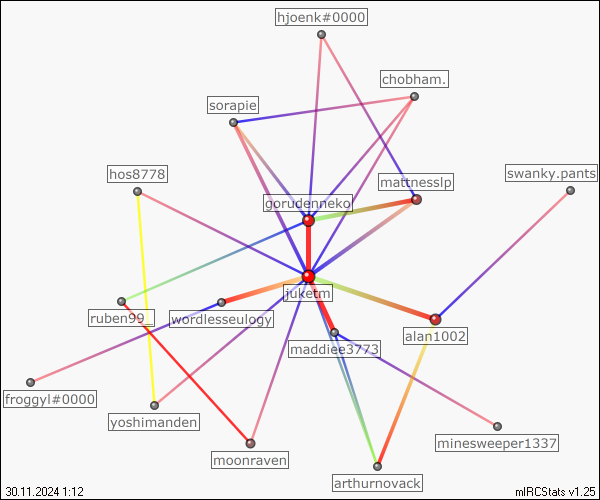 hjoenk#0000
chobham.
sorapie
hos8778
swanky.pants
mattnesslp
gorudenneko
juketm
ruben99_
wordlesseulogy
alan1002
maddiee3773
froggyl#0000
yoshimanden
minesweeper1337
moonraven
arthurnovack
30.11.2024 1:12
mIRCStats v1.25